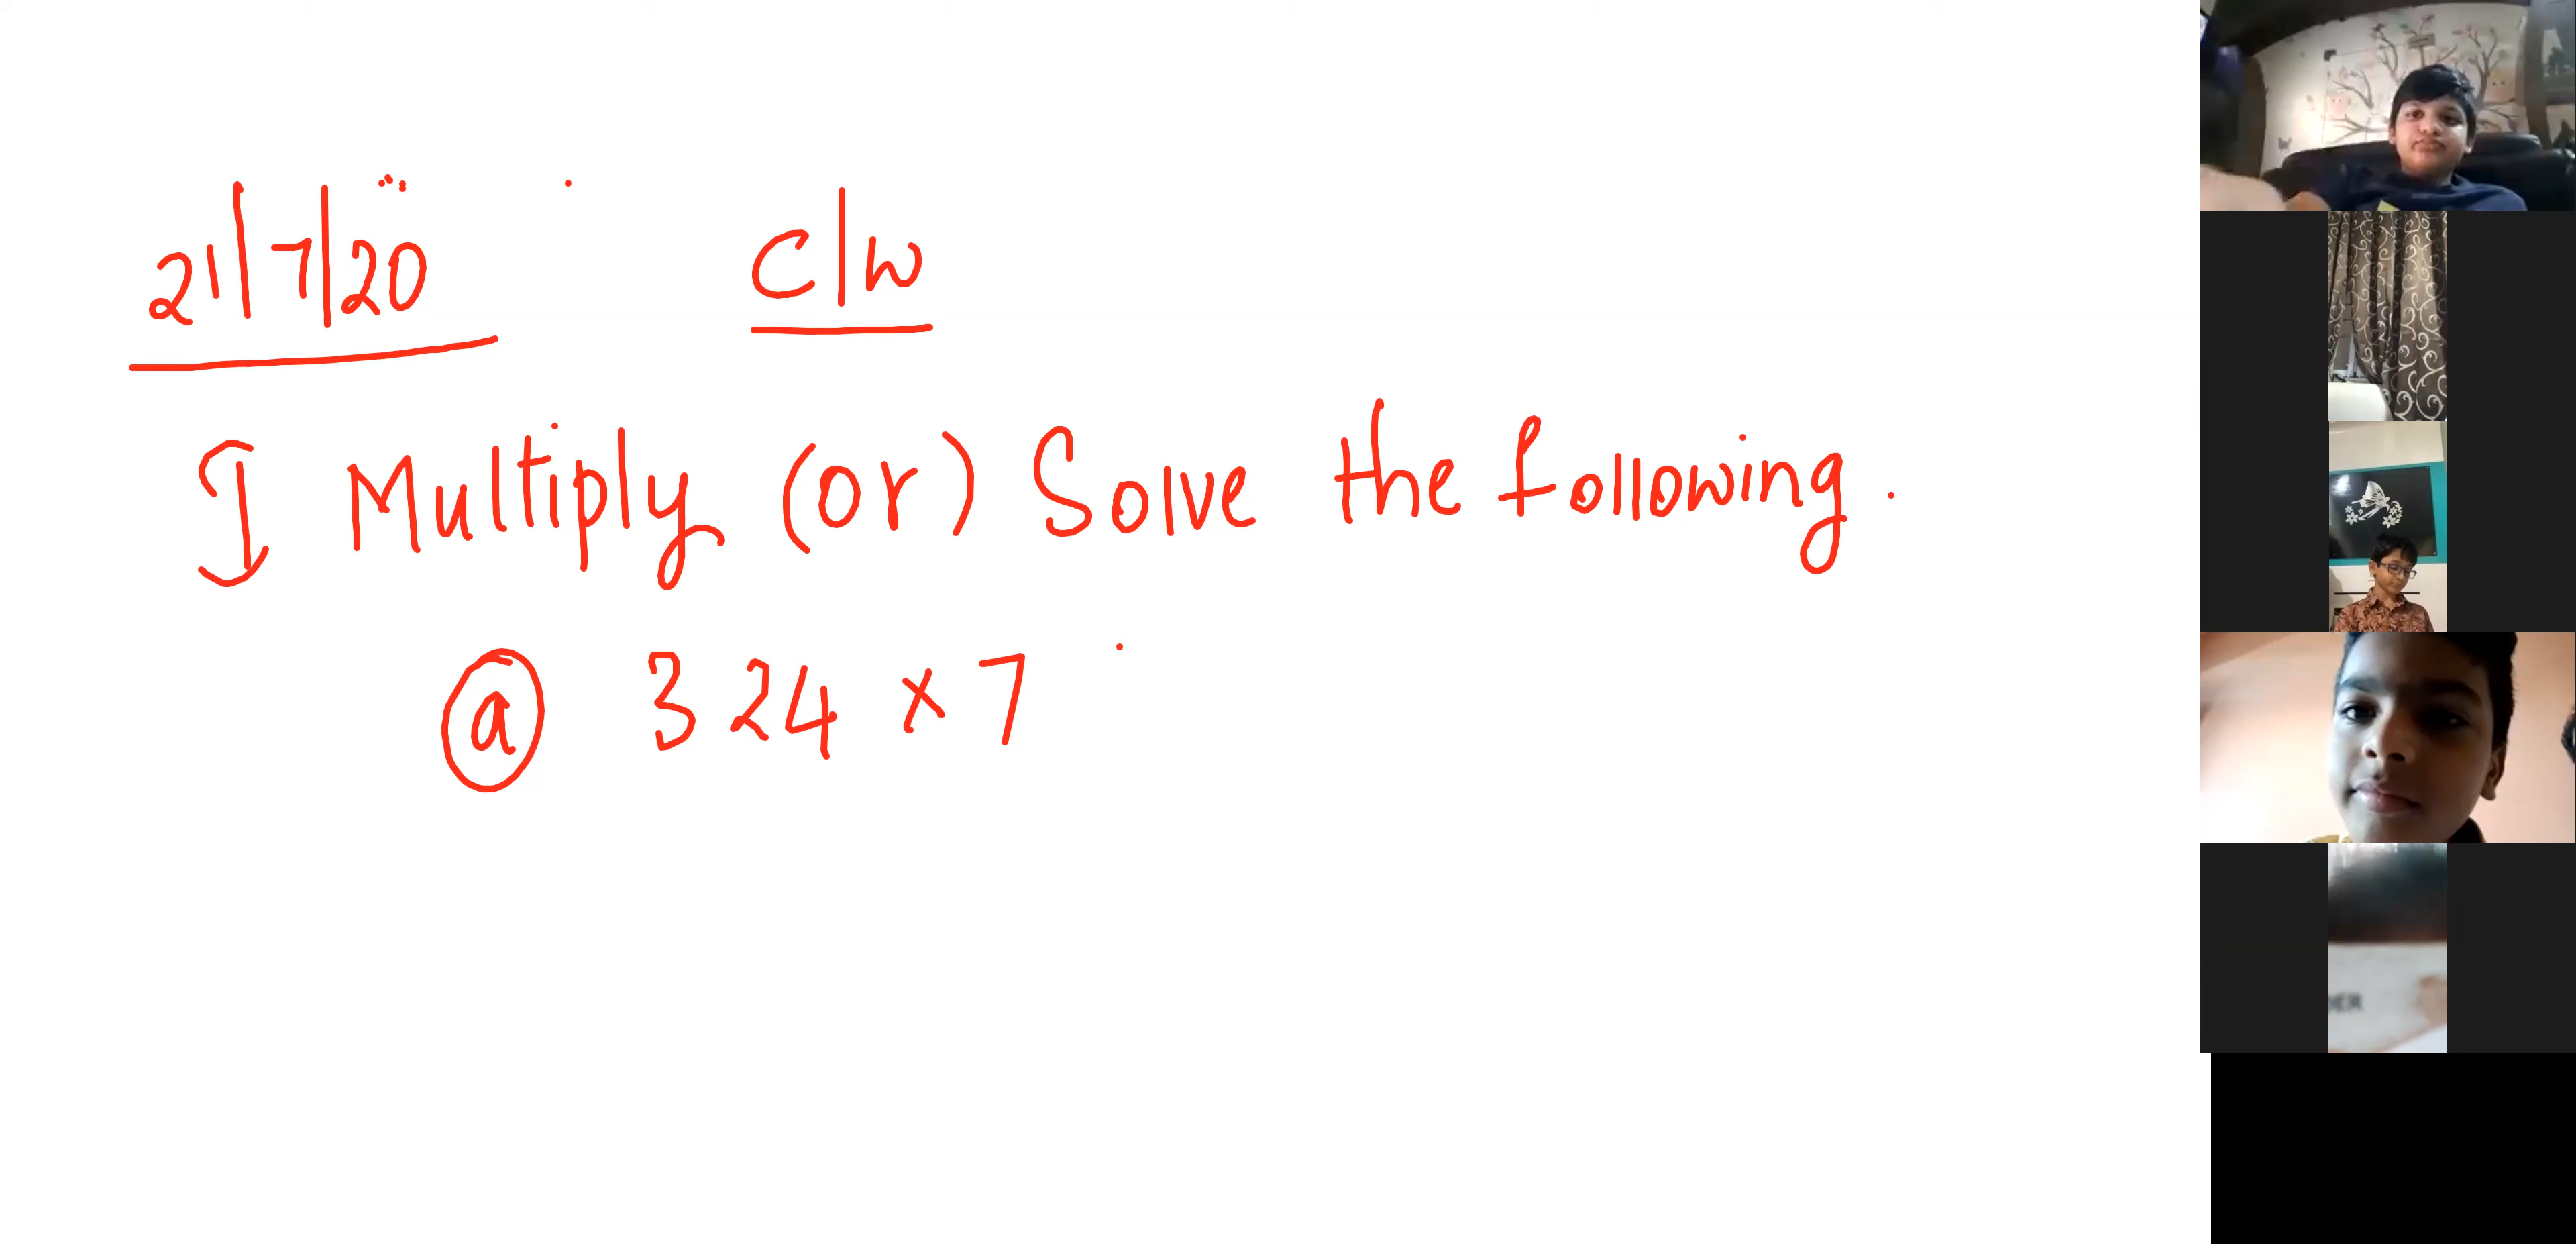 21/7/20 C/W
I Multiply (or) Solve the following.
(a) 324 × 7